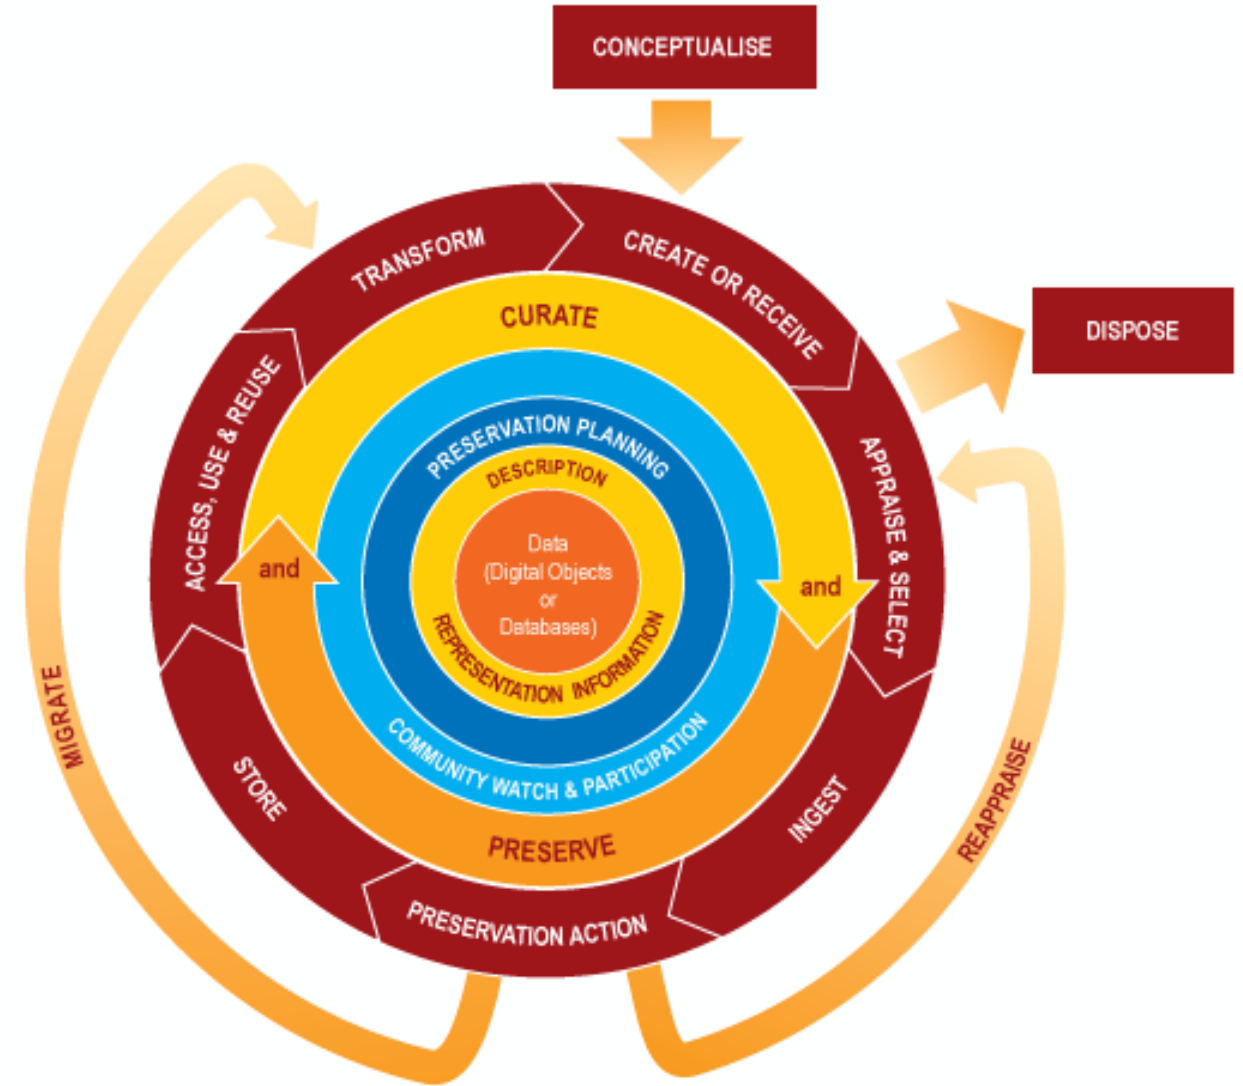 CONCEPTUALISE
TRANSFORM
CREATE OR RECEIVE
DISPOSE
CURATE
ACCESS, USE & REUSE
APPRAISE & SELECT
PRESERVATION PLANNING
DESCRIPTION
Data
(Digital Objects
or
Databases)
and
and
REPRESENTATION INFORMATION
COMMUNITY WATCH & PARTICIPATION
MIGRATE
STORE
PRESERVE
INGEST
REAPPRAISE
PRESERVATION ACTION